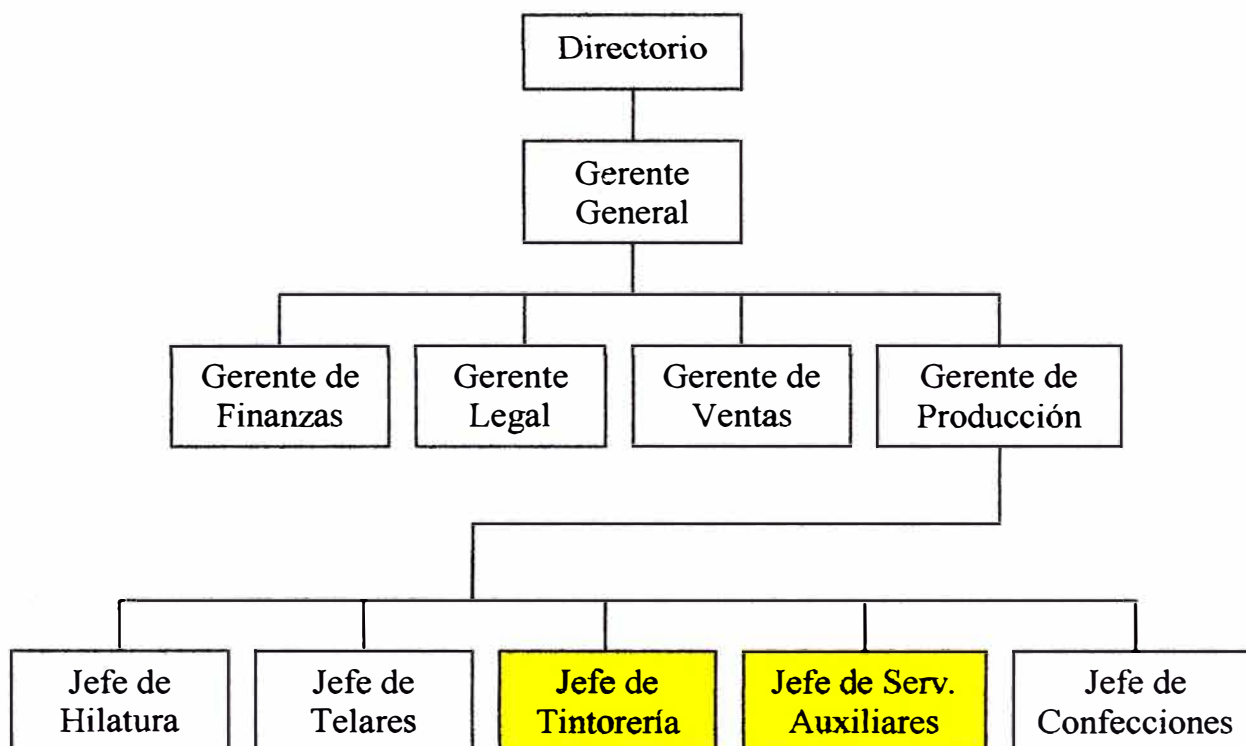 Directorio
Gerente
General
Gerente de
Finanzas
Gerente
Legal
Gerente de
Ventas
Gerente de
Producción
Jefe de
Hilatura
Jefe de
Telares
Jefe de
Tintorería
Jefe de Serv.
Auxiliares
Jefe de
Confecciones